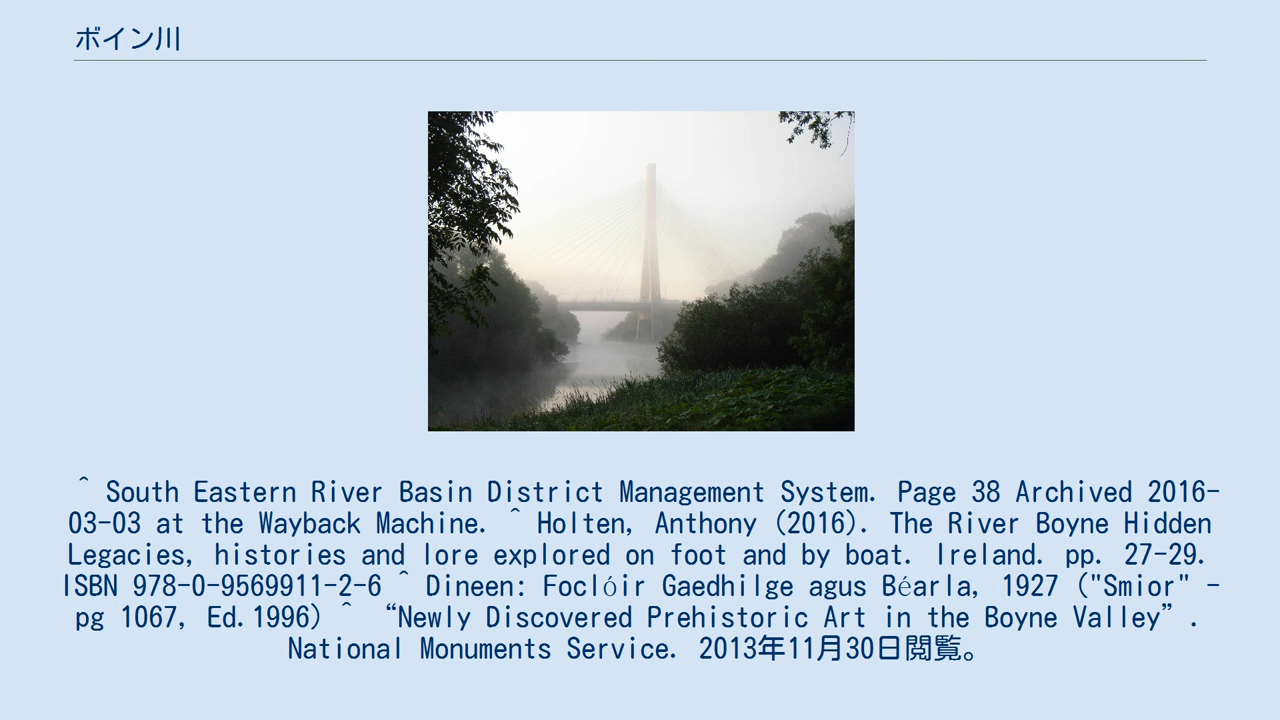 ボイン川
^ South Eastern River Basin District Management System. Page 38 Archived 2016-
03-03 at the Wayback Machine. ^ Holten, Anthony (2016). The River Boyne Hidden
Legacies, histories and lore explored on foot and by boat. Ireland. pp. 27-29.
ISBN 978-0-9569911-2-6 ^ Dineen: Foclóir Gaedhilge agus Béarla, 1927 ("Smior" -
pg 1067, Ed.1996) ^ “Newly Discovered Prehistoric Art in the Boyne Valley”.
National Monuments Service. 2013年11月30日閲覧。